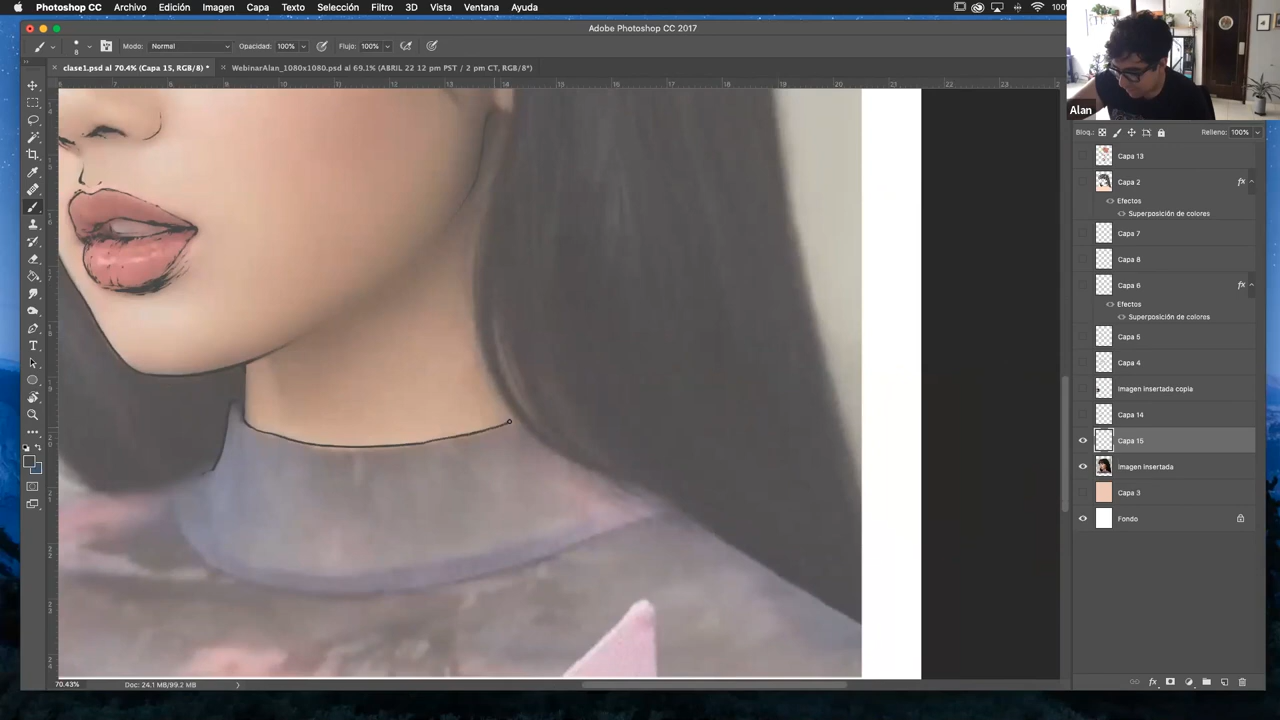 Photoshop CC Archivo Edición Imagen Capa Texto Selección Filtro 3D Vista Ventana Ayuda
Adobe Photoshop CC 2017
8 Modo: Normal Opacidad: 100% Flujo: 100%
clase1.psd al 70.4% (Capa 15, RGB/8) * WebinarAlan_1080x1080.psd al 69.1% (ABRIL 22 12 pm PST / 2 pm CT, RGB/8*)
Alan
Bloq.: Relleno: 100%
Capa 13
Capa 2 fx
Efectos
Superposición de colores
Capa 7
Capa 8
Capa 6 fx
Efectos
Superposición de colores
Capa 5
Capa 4
Imagen insertada copia
Capa 14
Capa 15
Imagen insertada
Capa 3
Fondo
70.43% Doc: 24.1 MB/99.2 MB